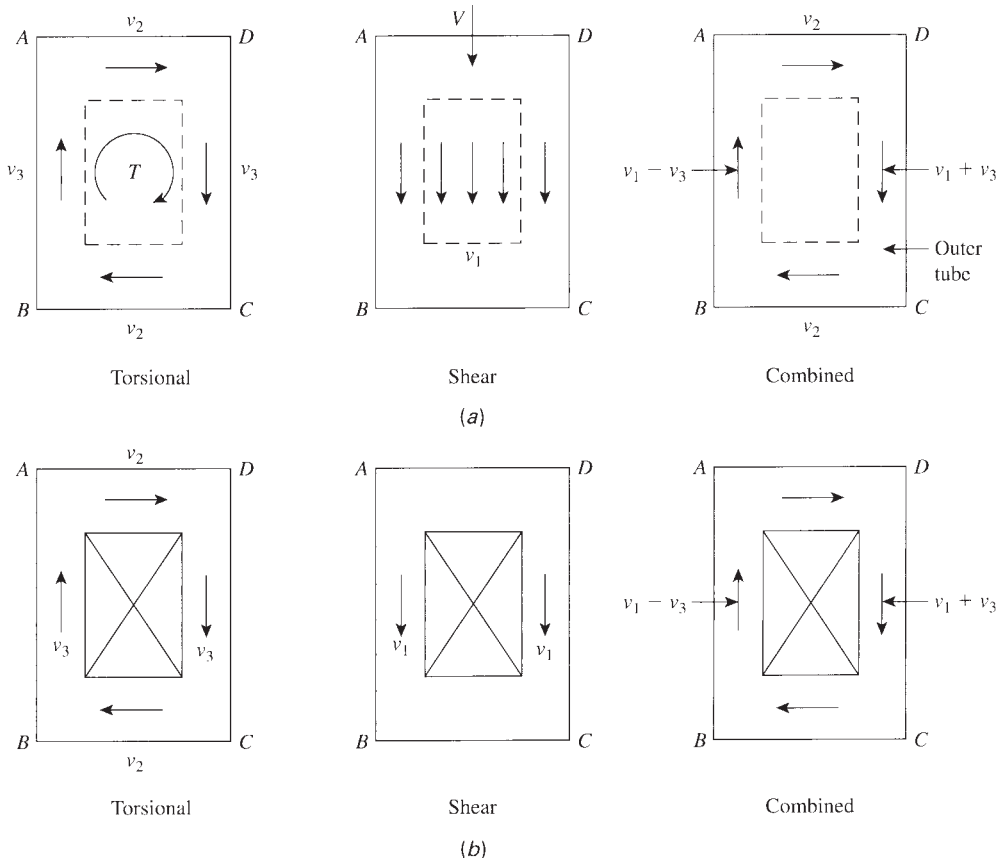 v2 V v2
A D A D A D
v3 T v3 v1 − v3 v1 + v3
v1 Outer
tube
B C B C B C
v2 v2
Torsional Shear Combined
(a)
v2
A D A D A D
v3 v3 v1 v1 v1 − v3 v1 + v3
B C B C B C
v2
Torsional Shear Combined
(b)